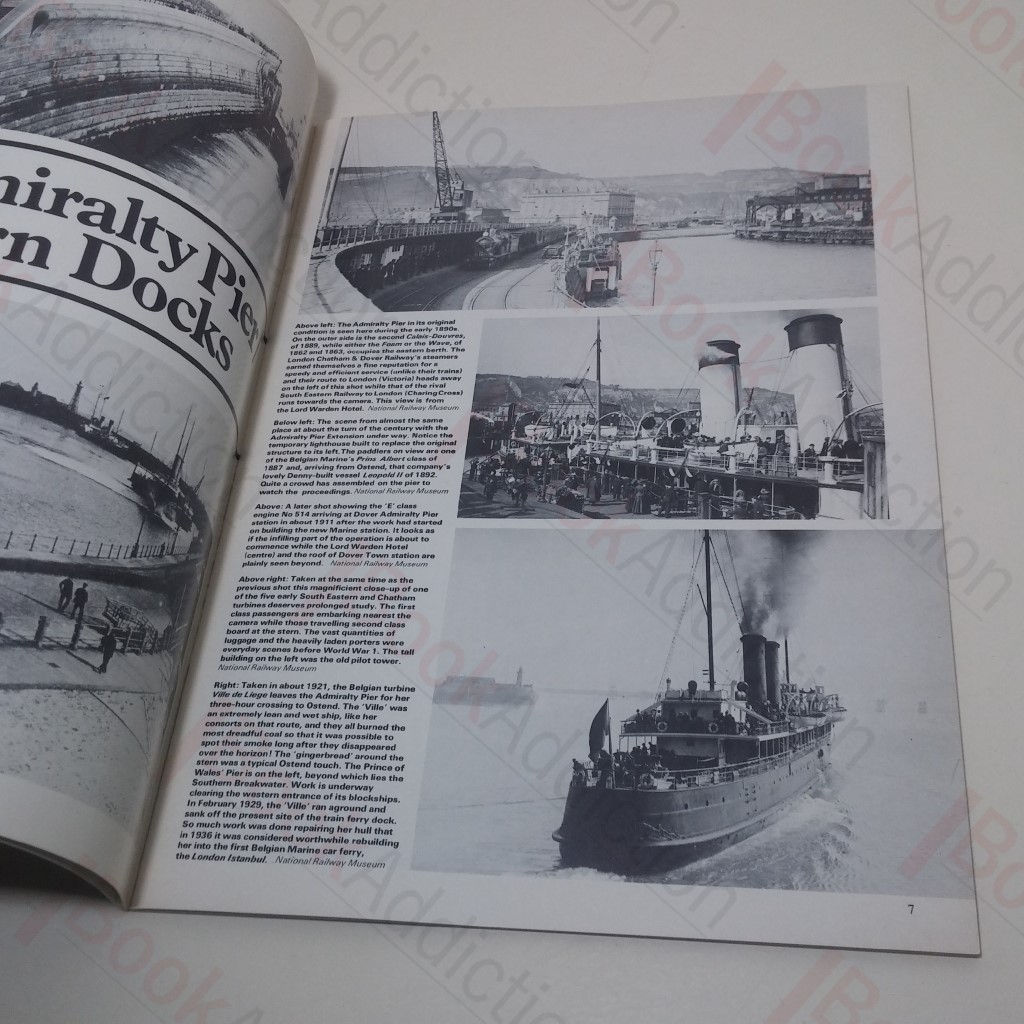 miralty Pier
rn Docks
Above left: The Admiralty Pier in its original
condition is seen here during the early 1890s.
On the outer side is the second Calais-Douvres,
of 1889, while either the Foam or the Wave, of
1862 and 1863, occupies the eastern berth. The
London Chatham & Dover Railway's steamers
earned themselves a fine reputation for a
speedy and efficient service (unlike their trains)
and their route to London (Victoria) heads away
on the left of this shot while that of the rival
South Eastern Railway to London (Charing Cross)
runs towards the camera. This view is from
the Lord Warden Hotel. National Railway Museum
Below left: The scene from almost the same
place at about the turn of the century with the
Admiralty Pier Extension under way. Notice the
temporary lighthouse built to replace the original
structure to its left. The paddlers on view are one
of the Belgian Marine's Prins Albert class of
1887 and, arriving from Ostend, that company's
lovely Denny-built vessel Leopold II of 1892.
Quite a crowd has assembled on the pier to
watch the proceedings. National Railway Museum
Above: A later shot showing the 'E' class
engine No 514 arriving at Dover Admiralty Pier
station in about 1911 after the work had started
on building the new Marine station. It looks as
if the infilling part of the operation is about to
commence while the Lord Warden Hotel
(centre) and the roof of Dover Town station are
plainly seen beyond. National Railway Museum
Above right: Taken at the same time as the
previous shot this magnificent close-up of one
of the five early South Eastern and Chatham
turbines deserves prolonged study. The first
class passengers are embarking nearest the
camera while those travelling second class
board at the stern. The vast quantities of
luggage and the heavily laden porters were
everyday scenes before World War 1. The tall
building on the left was the old pilot tower.
National Railway Museum
Right: Taken in about 1921, the Belgian turbine
Ville de Liege leaves the Admiralty Pier for her
three-hour crossing to Ostend. The 'Ville' was
an extremely lean and wet ship, like her
consorts on that route, and they all burned the
most dreadful coal so that it was possible to
spot their smoke long after they disappeared
over the horizon! The 'gingerbread' around the
stern was a typical Ostend touch. The Prince of
Wales' Pier is on the left, beyond which lies the
Southern Breakwater. Work is underway
clearing the western entrance of its blockships.
In February 1929, the 'Ville' ran aground and
sank off the present site of the train ferry dock.
So much work was done repairing her hull that
in 1936 it was considered worthwhile rebuilding
her into the first Belgian Marine car ferry,
the London Istanbul. National Railway Museum
7
BookAddiction